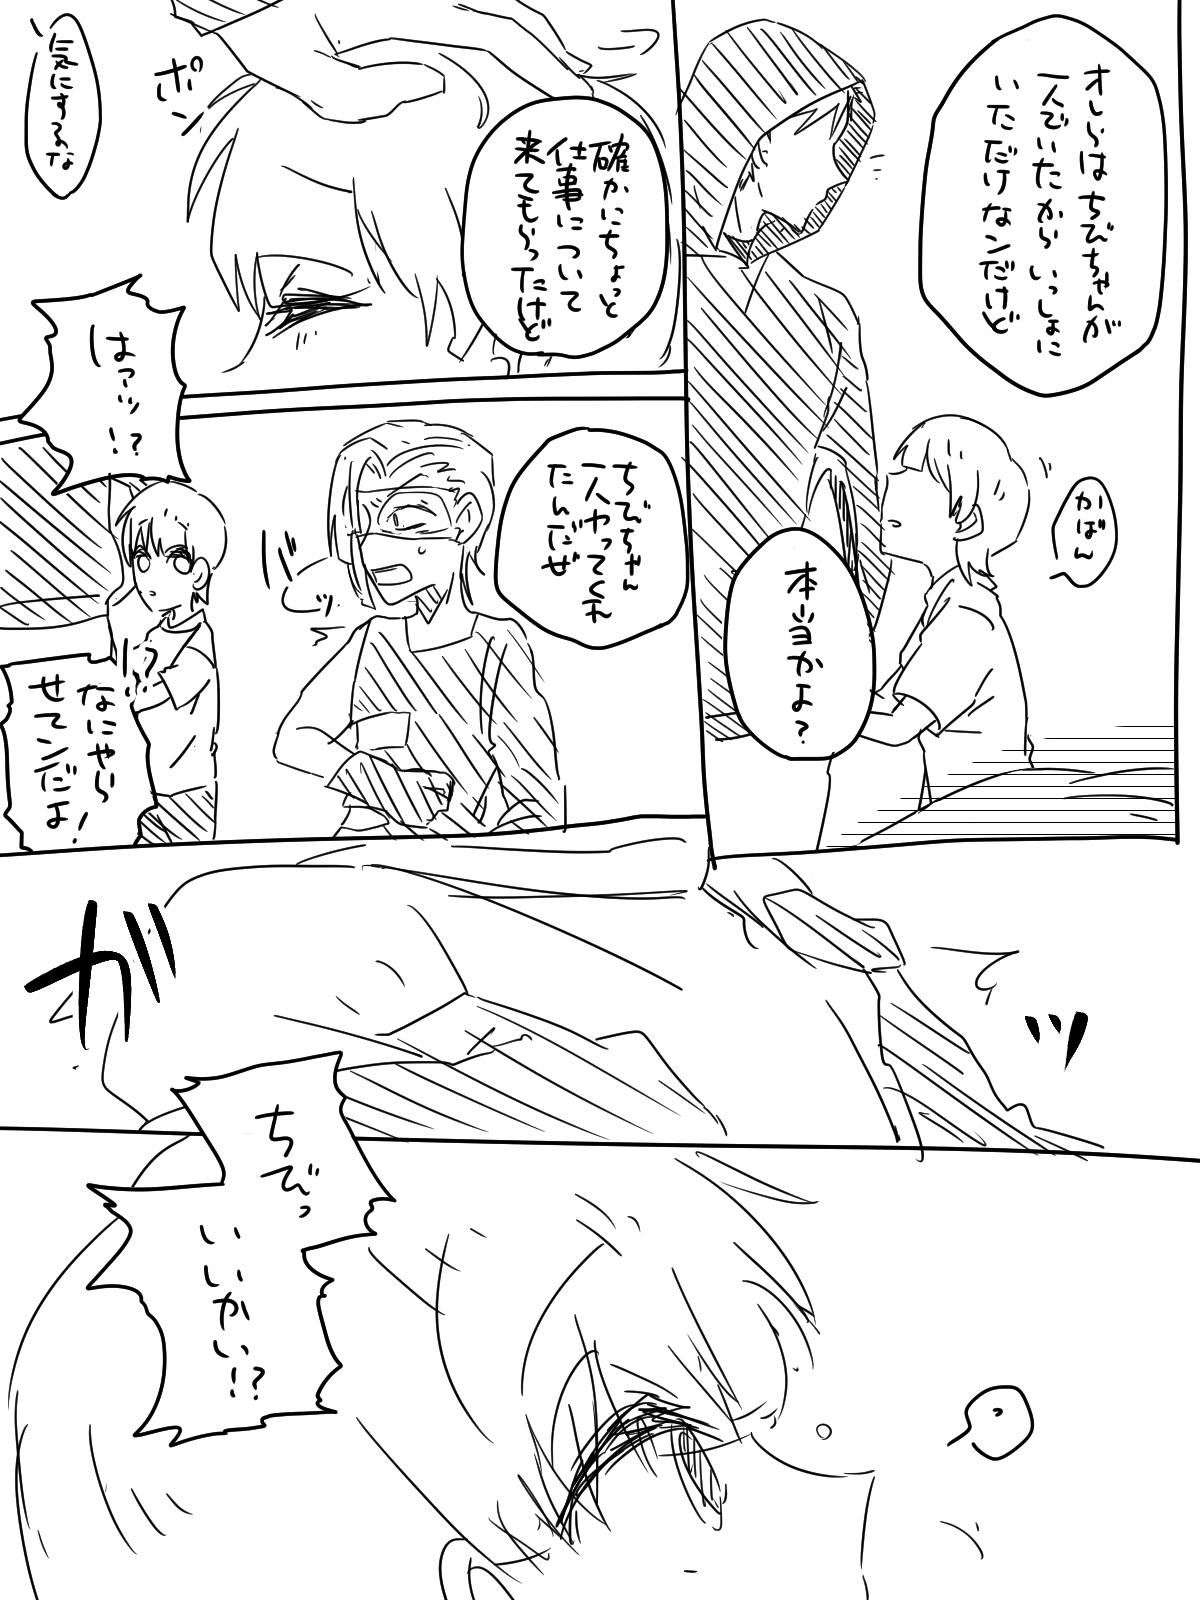 オレらはちびちゃんが
一人でいたからいっしょに
いただけなンだけど
かばん
本当かよ?
確かにちょっと
仕事について
来てもらったけど
ポン
気にするな
ちびちゃん
一人でやってくれ
たんだぜ
バッ
はァッ!?
!?
なにやら
せてンだよ!
ガ
ッ
ちびっ
いいかい!?
?